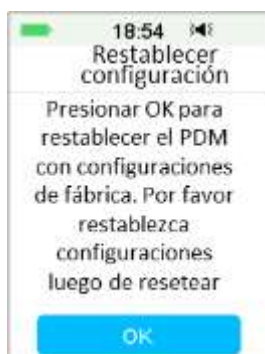 18:54
Restablecer
configuración
Presionar OK para
restablecer el PDM
con configuraciones
de fábrica. Por favor
restablezca
configuraciones
luego de resetear
OK